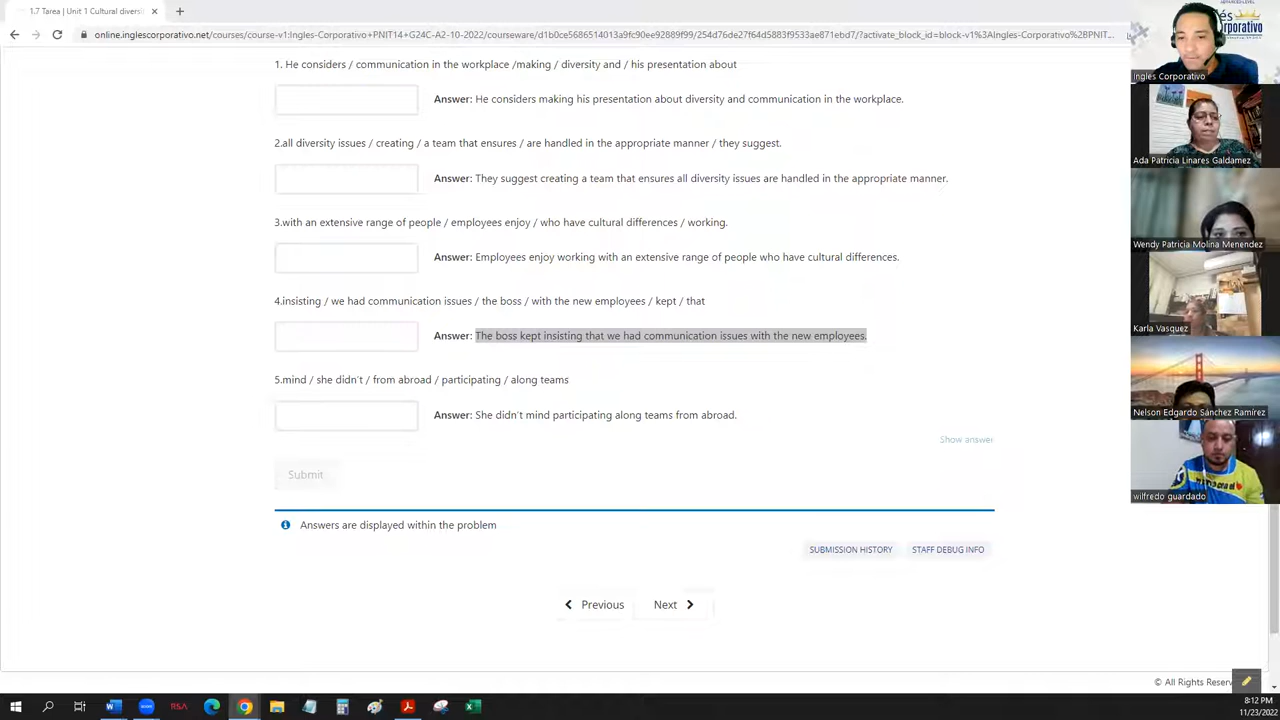 1.7 Tarea | Unit 1 Cultural diversi
online.inglescorporativo.net/courses/course-v1:Ingles-Corporativo+PNIT14+G24C-A2-10-2022/courseware/
1. He considers / communication in the workplace /making / diversity and / his presentation about
Answer: He considers making his presentation about diversity and communication in the workplace.
2.all diversity issues / creating / a team that ensures / are handled in the appropriate manner / they suggest.
Answer: They suggest creating a team that ensures all diversity issues are handled in the appropriate manner.
3.with an extensive range of people / employees enjoy / who have cultural differences / working.
Answer: Employees enjoy working with an extensive range of people who have cultural differences.
4.insisting / we had communication issues / the boss / with the new employees / kept / that
Answer: The boss kept insisting that we had communication issues with the new employees.
5.mind / she didn't / from abroad / participating / along teams
Answer: She didn't mind participating along teams from abroad.
Show answer
Submit
Answers are displayed within the problem
SUBMISSION HISTORY STAFF DEBUG INFO
Previous Next
© All Rights Reserv
Ingles Corporativo
Ada Patricia Linares Galdamez
Wendy Patricia Molina Menendez
Karla Vasquez
Nelson Edgardo Sánchez Ramírez
wilfredo guardado
8:12 PM
11/23/2022